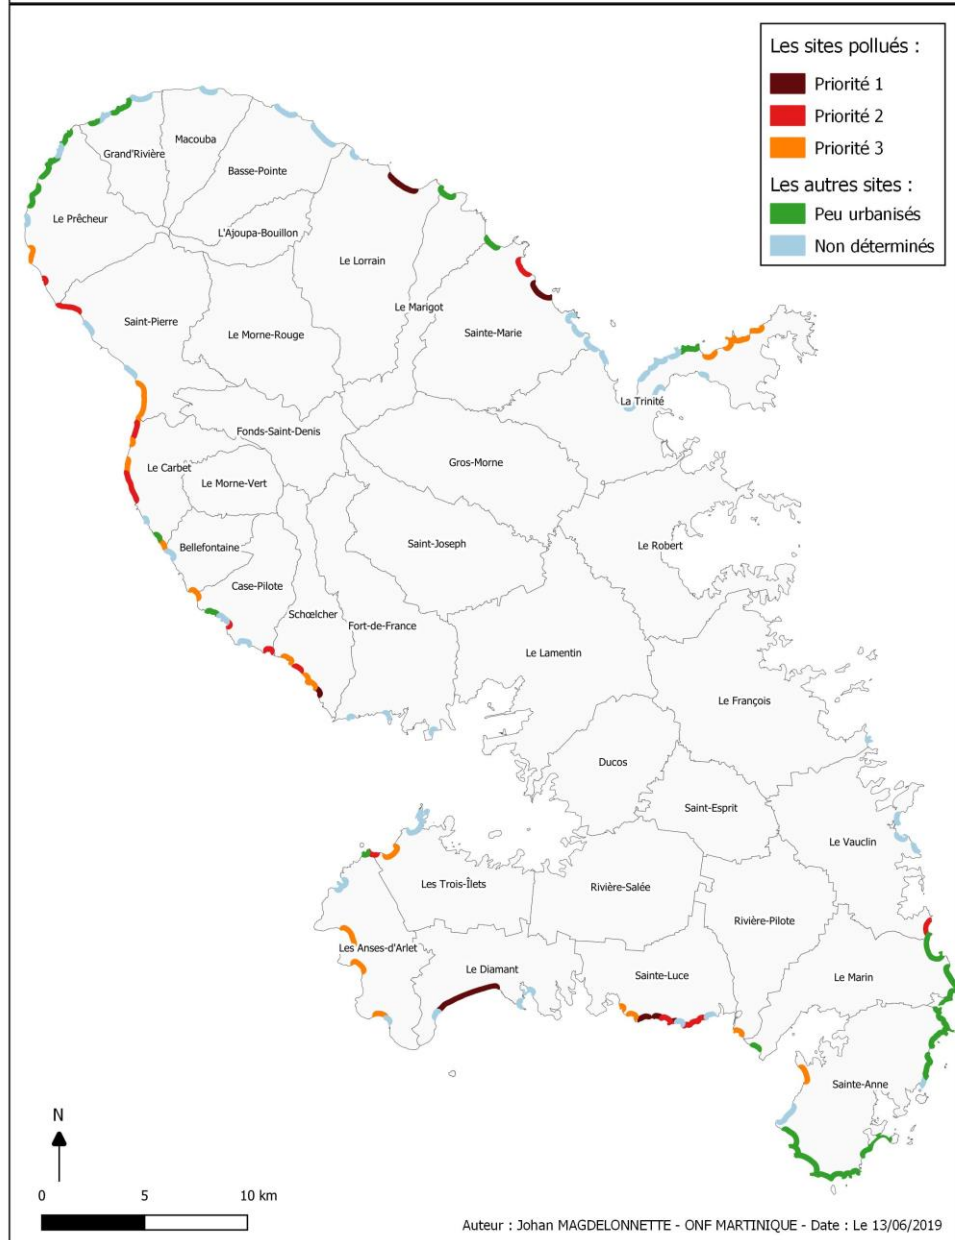 Les sites pollués :
Priorité 1
Priorité 2
Priorité 3
Les autres sites :
Peu urbanisés
Non déterminés
Macouba
Grand'Rivière
Basse-Pointe
Le Prêcheur
L'Ajoupa-Bouillon
Le Lorrain
Le Marigot
Saint-Pierre
Le Morne-Rouge
Sainte-Marie
La Trinité
Fonds-Saint-Denis
Gros-Morne
Le Carbet
Le Morne-Vert
Bellefontaine
Saint-Joseph
Le Robert
Case-Pilote
Schœlcher
Fort-de-France
Le Lamentin
Le François
Ducos
Saint-Esprit
Le Vauclin
Les Trois-Îlets
Rivière-Salée
Rivière-Pilote
Les Anses-d'Arlet
Le Diamant
Sainte-Luce
Le Marin
Sainte-Anne
N
0 5 10 km
Auteur : Johan MAGDELONNETTE - ONF MARTINIQUE - Date : Le 13/06/2019